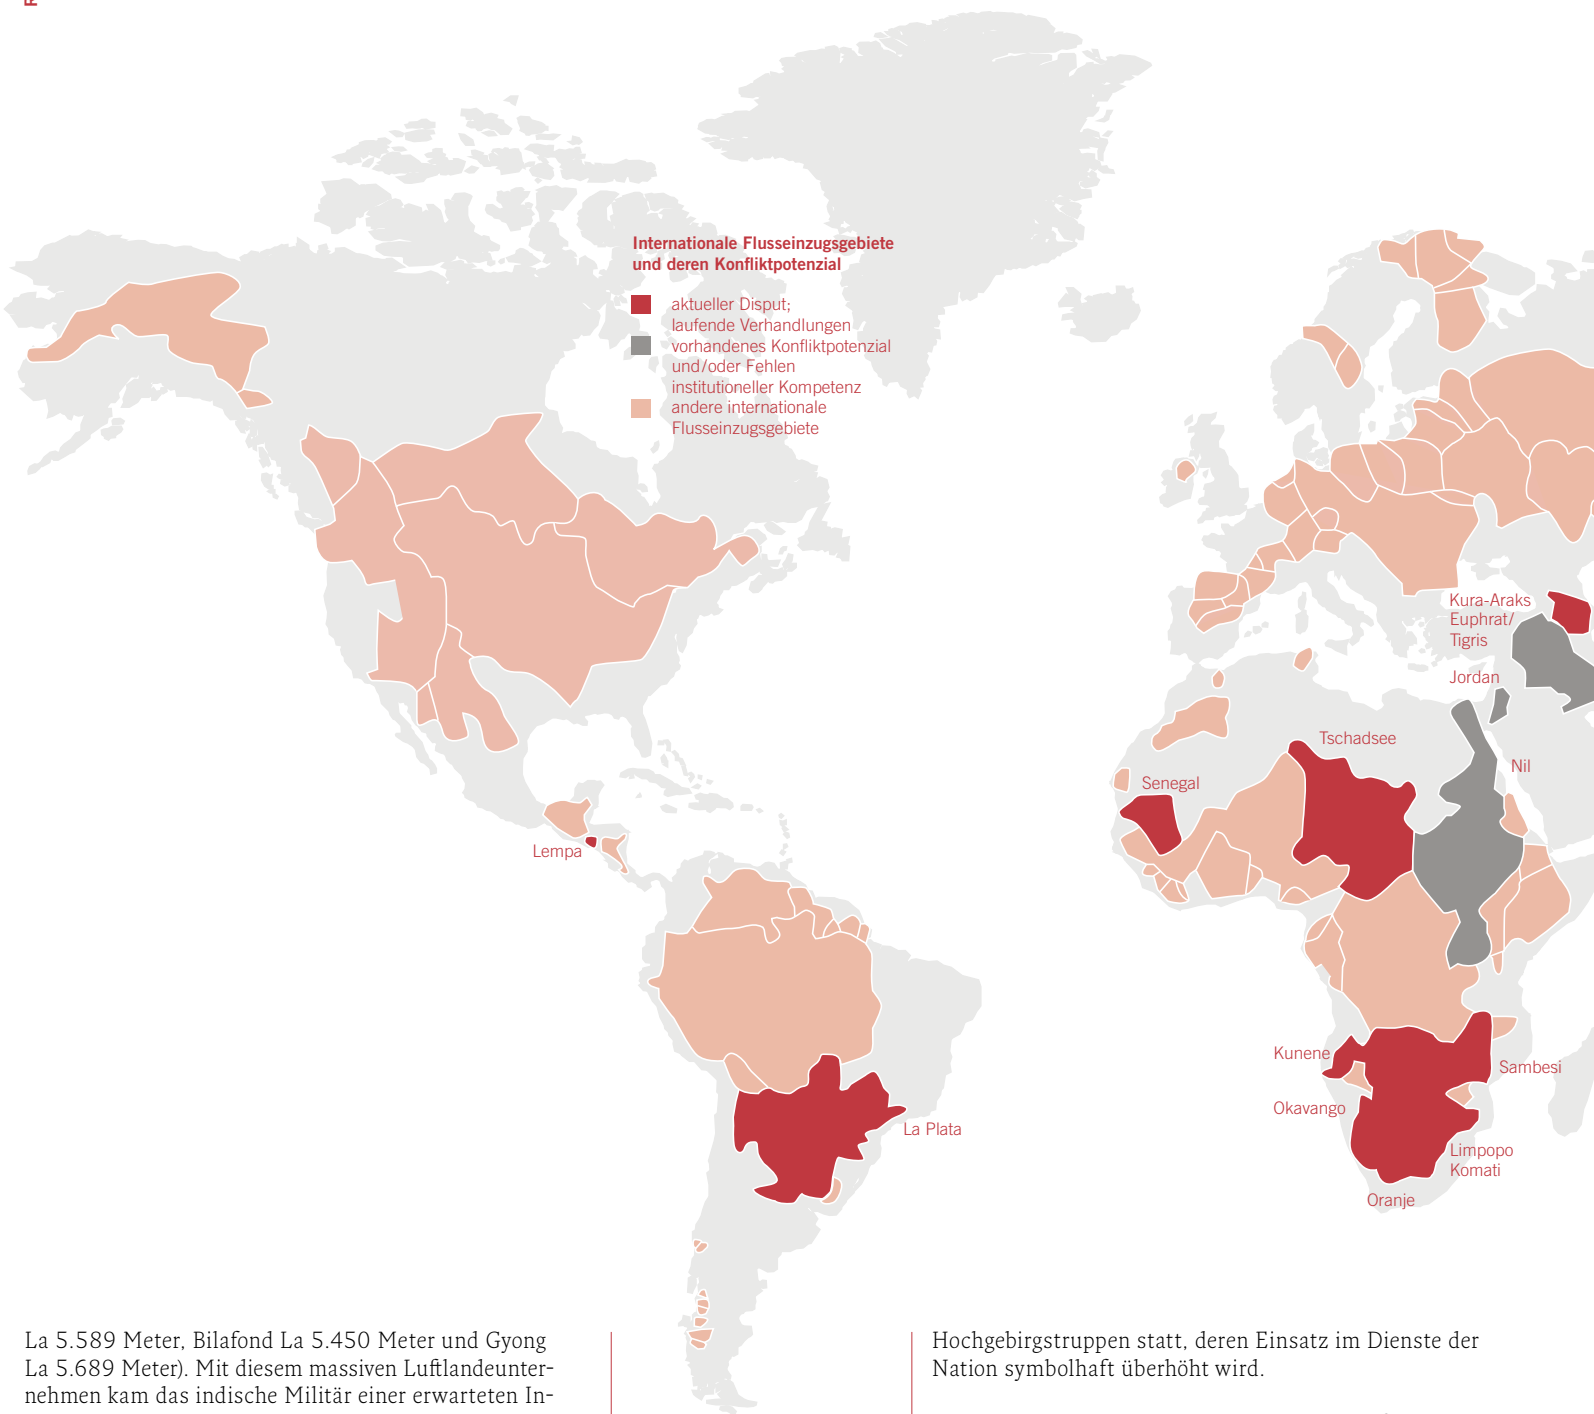 Internationale Flusseinzugsgebiete
und deren Konfliktpotenzial
aktueller Disput;
laufende Verhandlungen
vorhandenes Konfliktpotenzial
und/oder Fehlen
institutioneller Kompetenz
andere internationale
Flusseinzugsgebiete
Kura-Araks
Euphrat/
Tigris
Jordan
Tschadsee
Nil
Senegal
Lempa
Kunene
Sambesi
Okavango
La Plata
Limpopo
Komati
Oranje
La 5.589 Meter, Bilafond La 5.450 Meter und Gyong
La 5.689 Meter). Mit diesem massiven Luftlandeunter-
nehmen kam das indische Militär einer erwarteten In-
Hochgebirgstruppen statt, deren Einsatz im Dienste der
Nation symbolhaft überhöht wird.